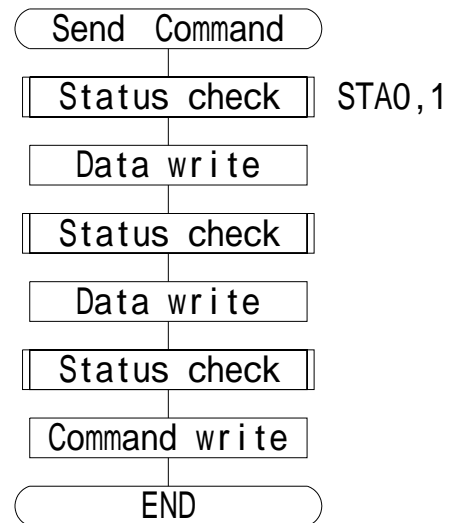 Send Command
Status check STA0,1
Data write
Status check
Data write
Status check
Command write
END